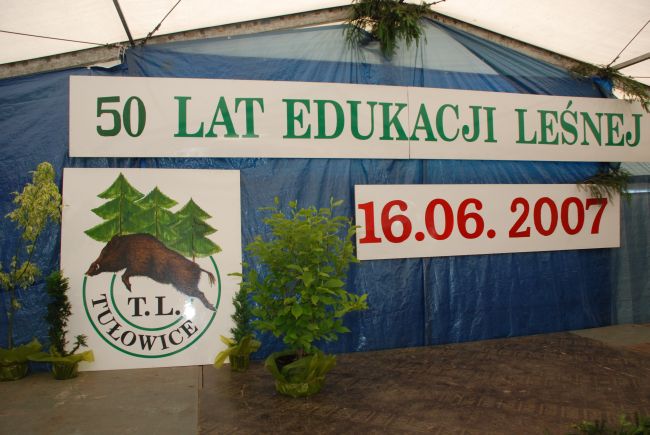 50 LAT EDUKACJI LEŚNEJ
16.06. 2007
T.L.
TUŁOWICE